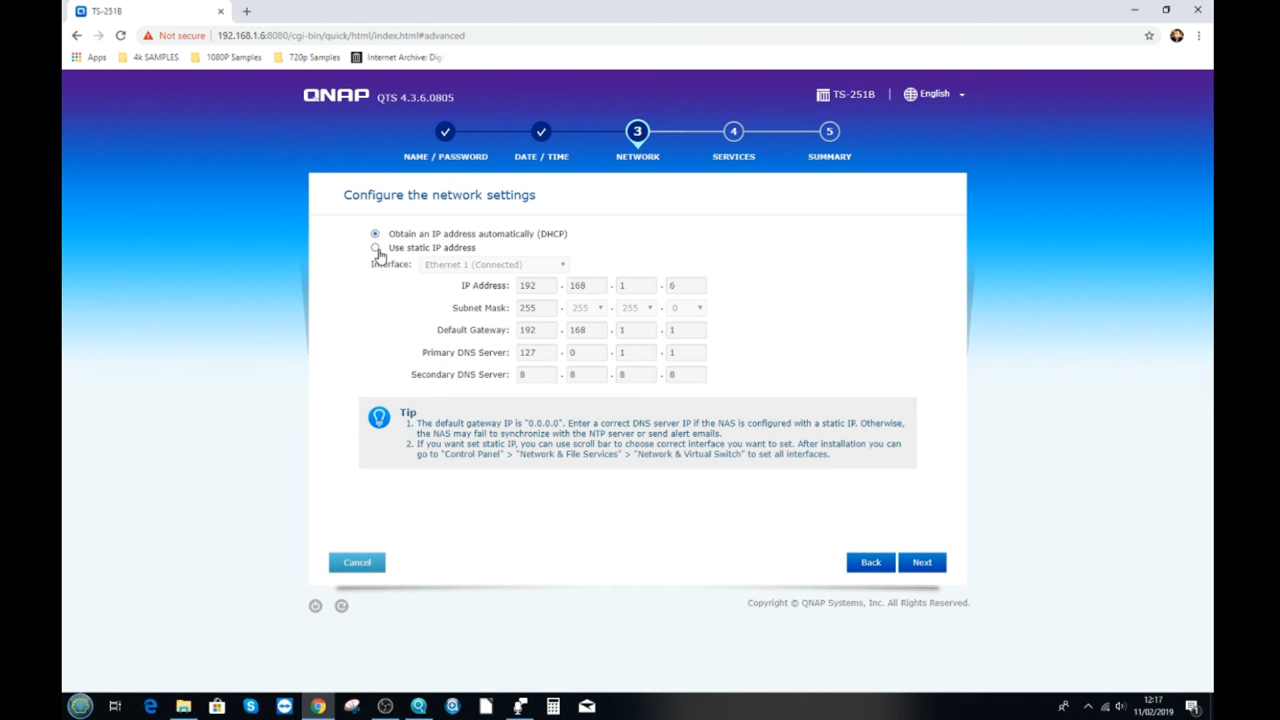 TS-251B
Not secure | 192.168.1.6:8080/cgi-bin/quick/html/index.html#advanced
Apps 4k SAMPLES 1080P Samples 720p Samples Internet Archive: Dig
QNAP QTS 4.3.6.0805 TS-251B English
3 4 5
NAME / PASSWORD DATE / TIME NETWORK SERVICES SUMMARY
Configure the network settings
Obtain an IP address automatically (DHCP)
Use static IP address
Interface: Ethernet 1 (Connected)
IP Address: 192 . 168 . 1 . 6
Subnet Mask: 255 . 255 . 255 . 0
Default Gateway: 192 . 168 . 1 . 1
Primary DNS Server: 127 . 0 . 1 . 1
Secondary DNS Server: 8 . 8 . 8 . 8
Tip
1. The default gateway IP is "0.0.0.0". Enter a correct DNS server IP if the NAS is configured with a static IP. Otherwise,
the NAS may fail to synchronize with the NTP server or send alert emails.
2. If you want set static IP, you can use scroll bar to choose correct interface you want to set. After installation you can
go to "Control Panel" > "Network & File Services" > "Network & Virtual Switch" to set all interfaces.
Cancel Back Next
Copyright © QNAP Systems, Inc. All Rights Reserved.
12:17
11/02/2019